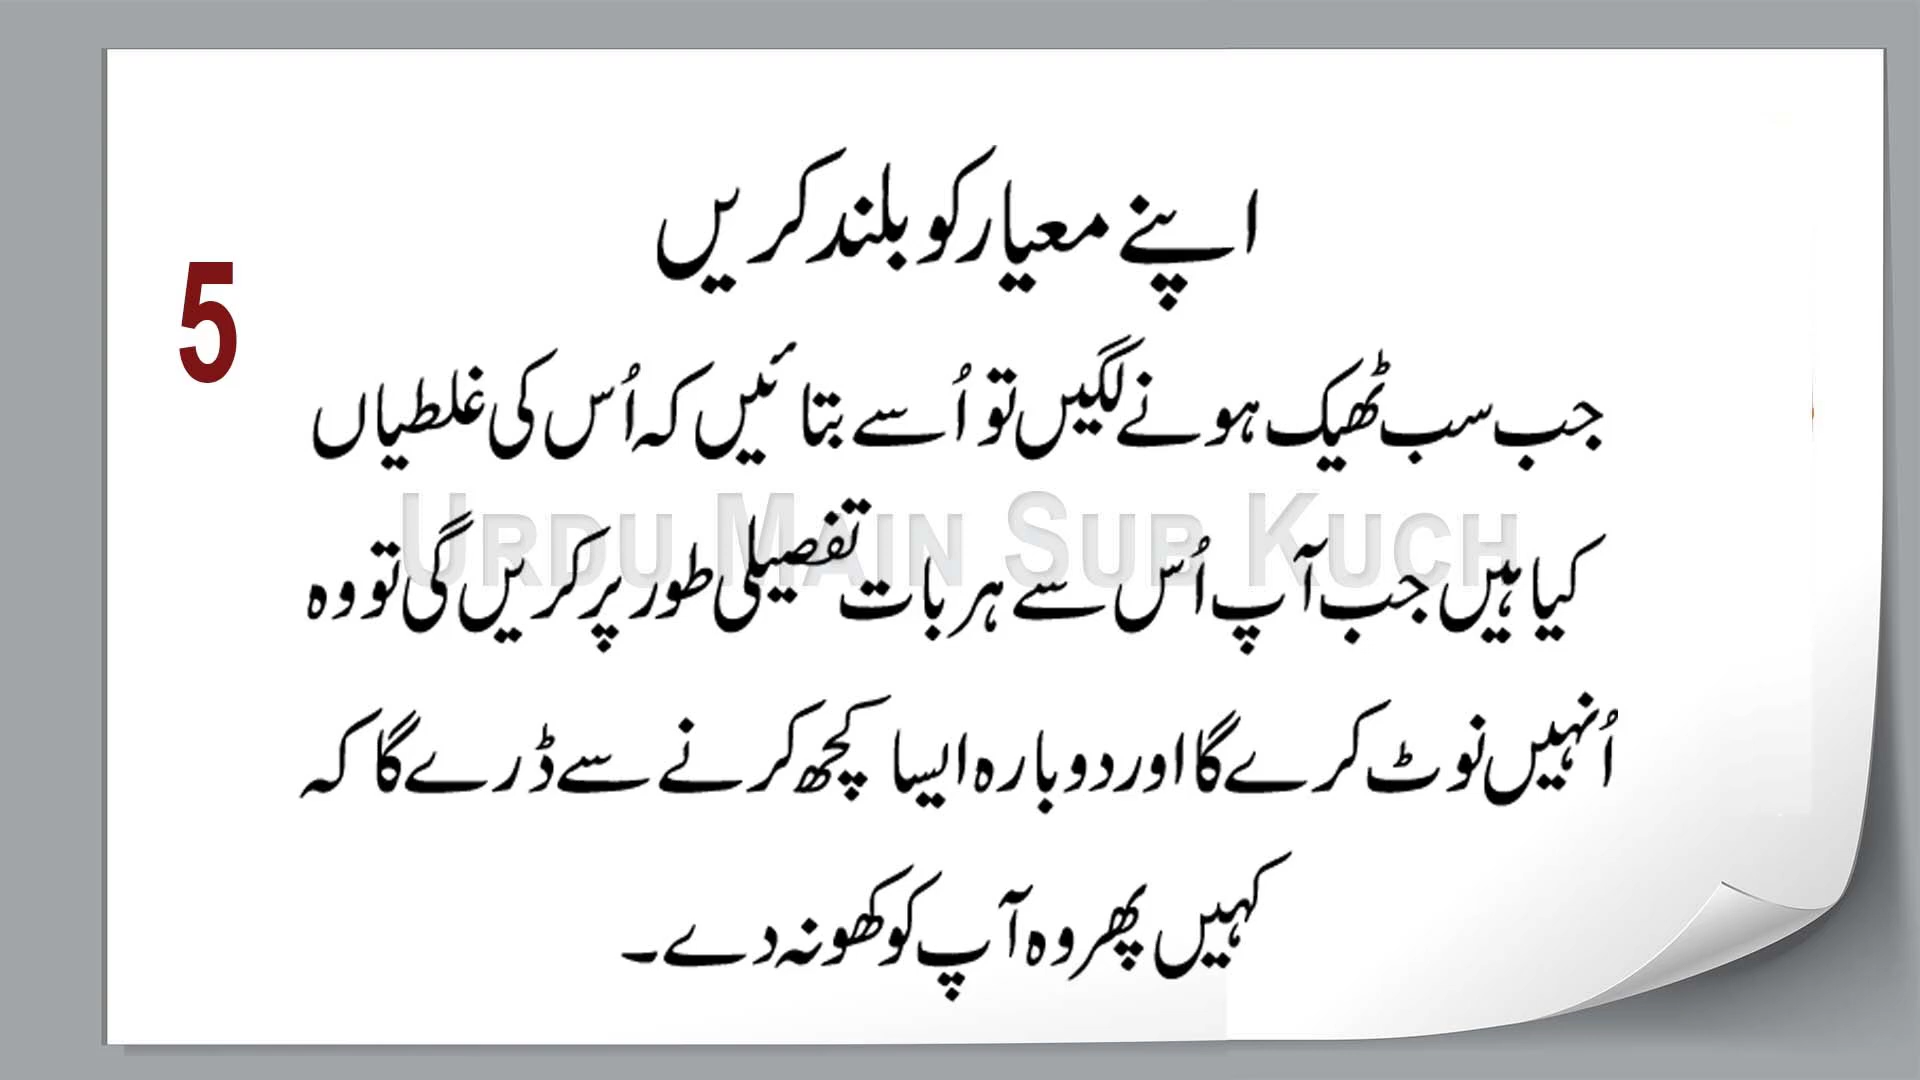 اپنے معیار کو بلند کریں
5
جب سب ٹھیک ہونے لگیں تو اُسے بتائیں کہ اُس کی غلطیاں
Urdu Main Sub Kuch
کیا ہیں جب آپ اُس سے ہر بات تفصیلی طور پر کریں گی تو وہ
اُنہیں نوٹ کرے گا اور دوبارہ ایسا کچھ کرنے سے ڈرے گا کہ
کہیں پھر وہ آپ کو کھو نہ دے۔